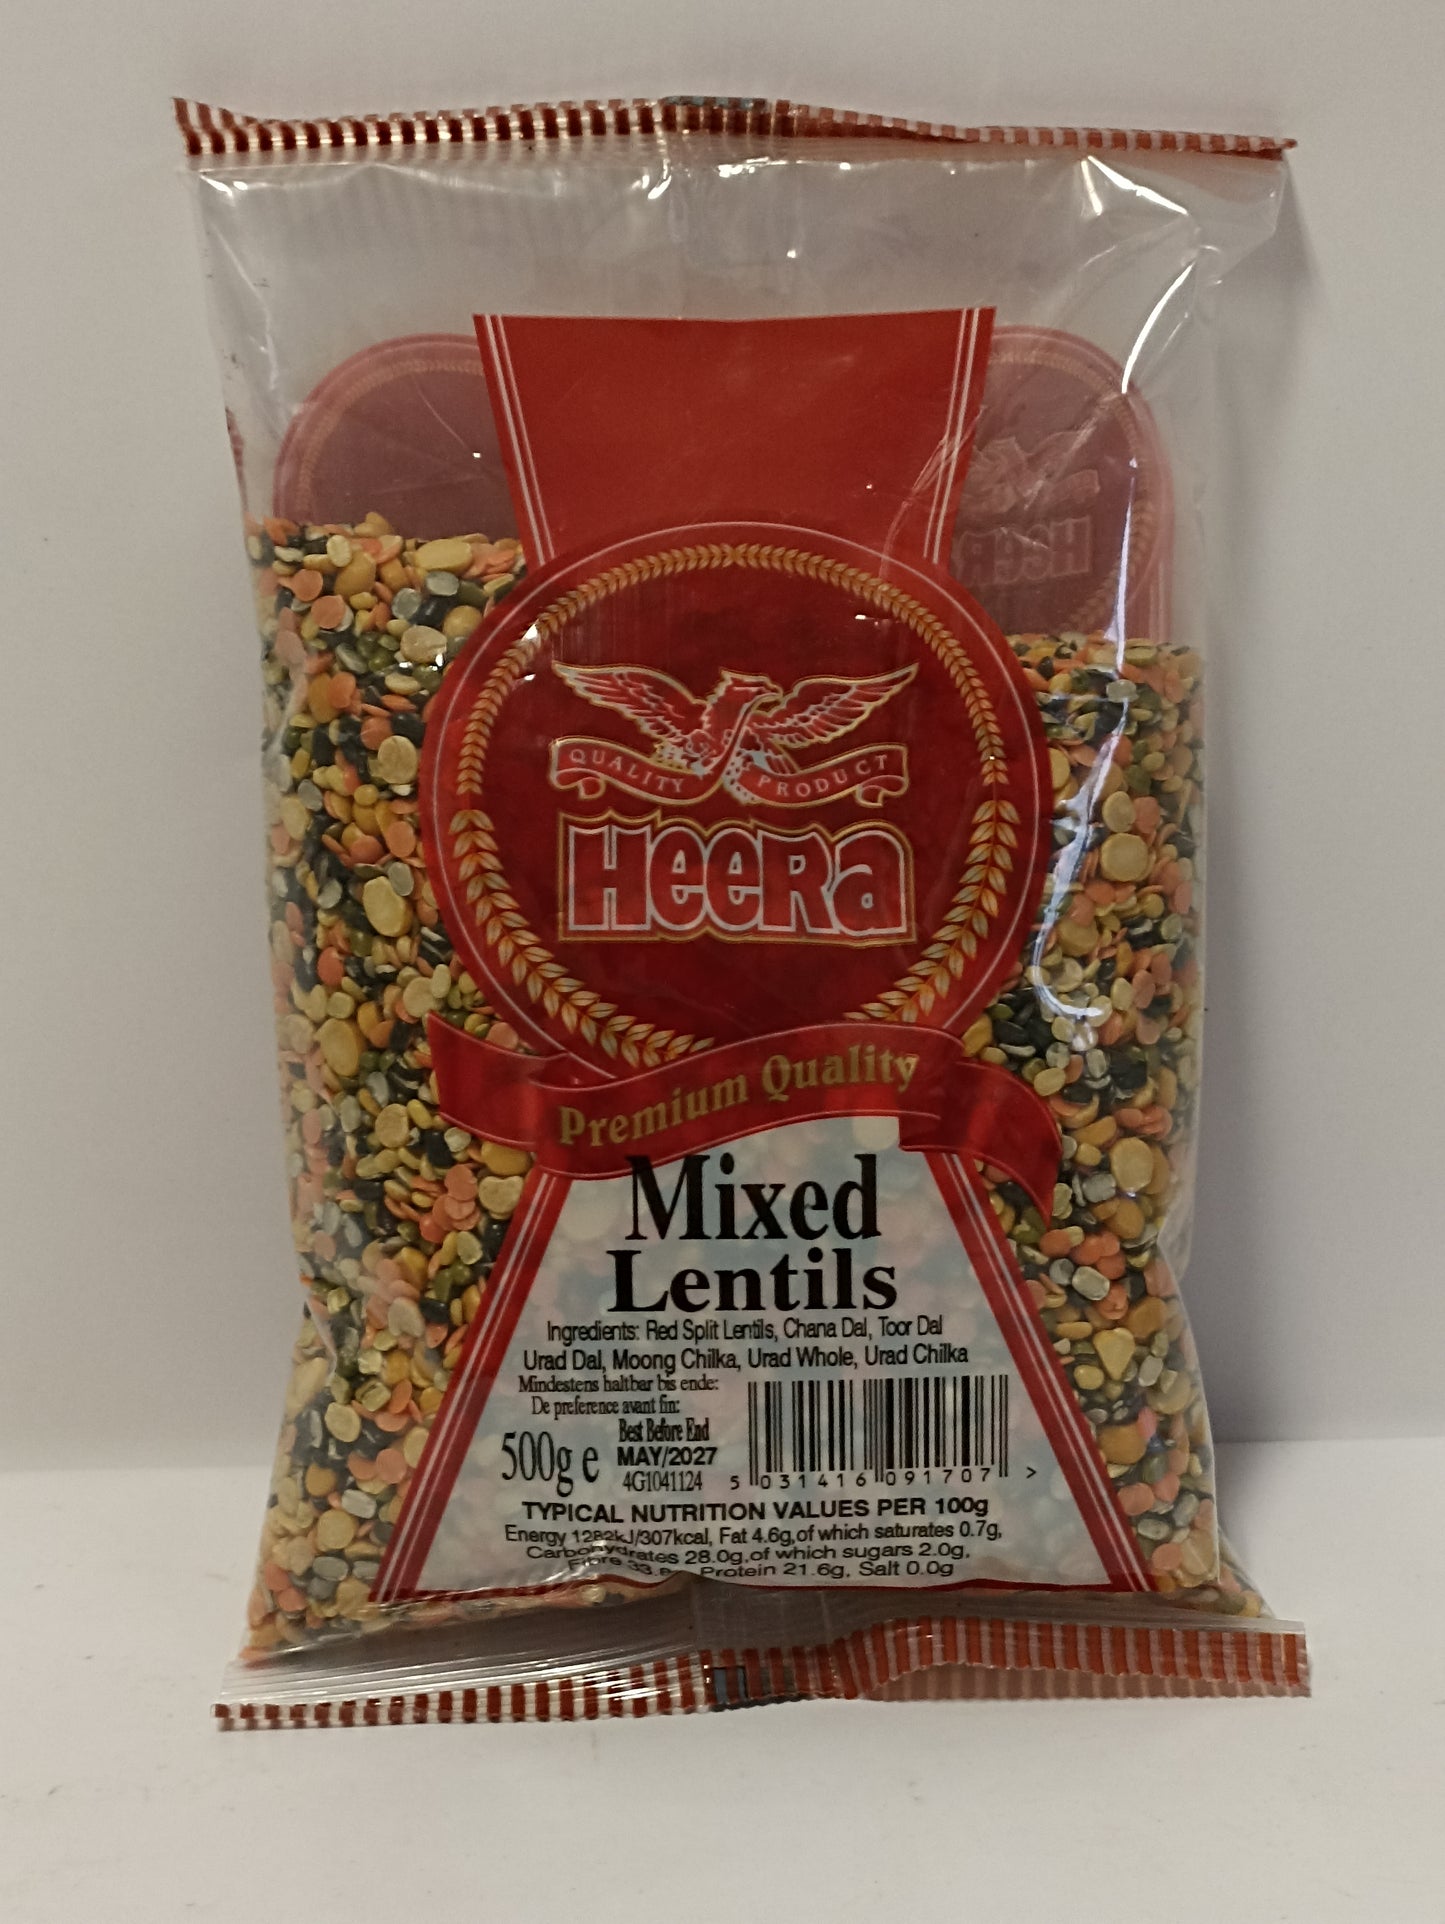 QUALITY PRODUCT
HEERA
HEERA
Premium Quality
Mixed
Lentils
Ingredients: Red Split Lentils, Chana Dal, Toor Dal
Urad Dal, Moong Chilka, Urad Whole, Urad Chilka
Mindestens haltbar bis ende:
De preference avant fin:
Best Before End
500g e MAY/2027
4G1041124
5 031416 091707 >
TYPICAL NUTRITION VALUES PER 100g
Energy 1282kJ/307kcal, Fat 4.6g,of which saturates 0.7g,
Carbohydrates 28.0g,of which sugars 2.0g,
Fibre Protein 21.6g, Salt 0.0g